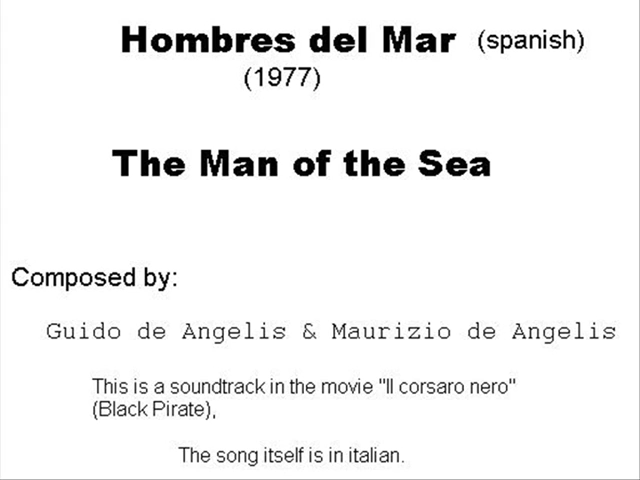 Hombres del Mar (spanish)
(1977)
The Man of the Sea
Composed by:
Guido de Angelis & Maurizio de Angelis
This is a soundtrack in the movie "Il corsaro nero"
(Black Pirate),
The song itself is in italian.